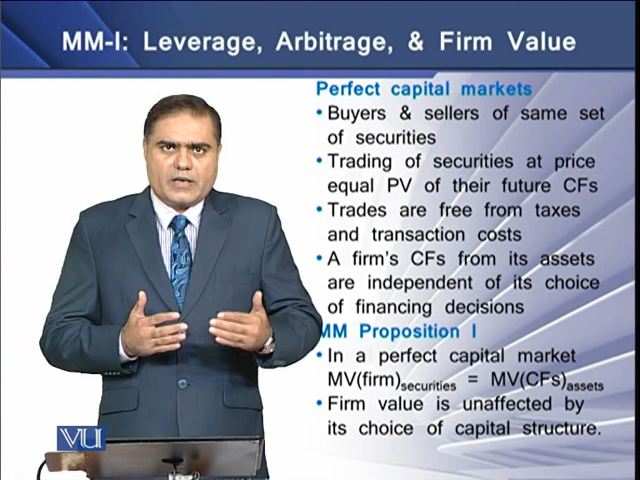 MM-I: Leverage, Arbitrage, & Firm Value
Perfect capital markets
• Buyers & sellers of same set
of securities
• Trading of securities at price
equal PV of their future CFs
• Trades are free from taxes
and transaction costs
• A firm's CFs from its assets
are independent of its choice
of financing decisions
MM Proposition I
• In a perfect capital market
MV(firm)securities = MV(CFs)assets
• Firm value is unaffected by
its choice of capital structure.
VU